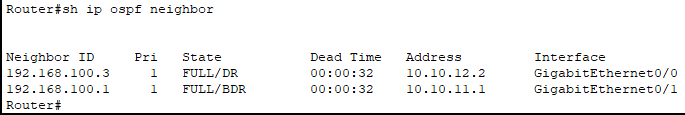 Router#sh ip ospf neighbor
Neighbor ID     Pri   State           Dead Time   Address         Interface
192.168.100.3     1   FULL/DR         00:00:32    10.10.12.2      GigabitEthernet0/0
192.168.100.1     1   FULL/BDR        00:00:32    10.10.11.1      GigabitEthernet0/1
Router#